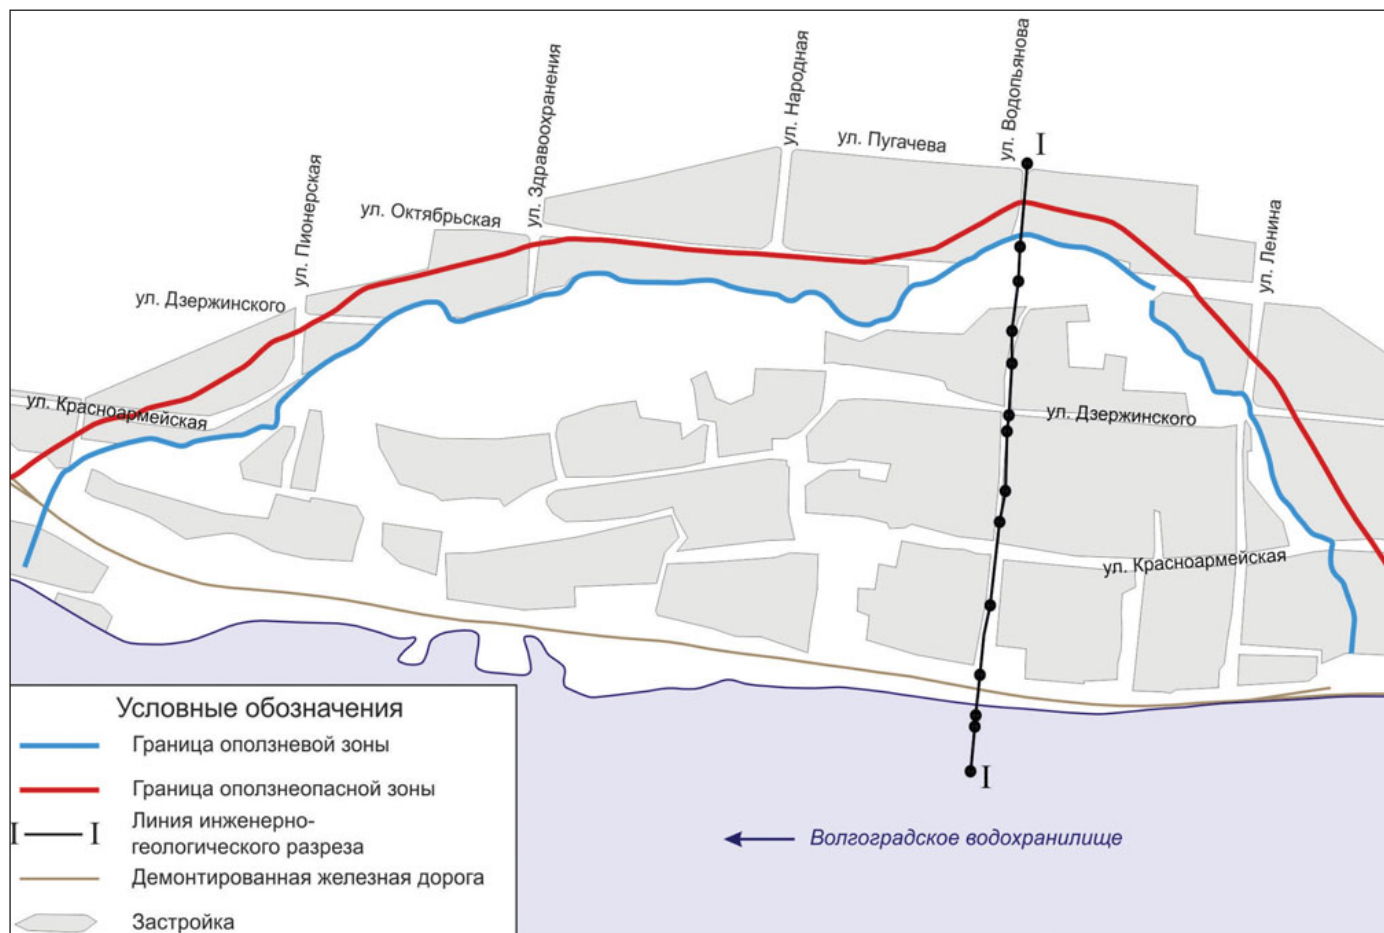 ул. Пионерская
ул. Здравоохранения
ул. Народная
ул. Водопьянова
I
ул. Пугачева
ул. Октябрьская
ул. Ленина
ул. Дзержинского
ул. Красноармейская
ул. Дзержинского
ул. Красноармейская
I
Волгоградское водохранилище
Условные обозначения
Граница оползневой зоны
Граница оползнеопасной зоны
I I
Линия инженерно-
геологического разреза
Демонтированная железная дорога
Застройка